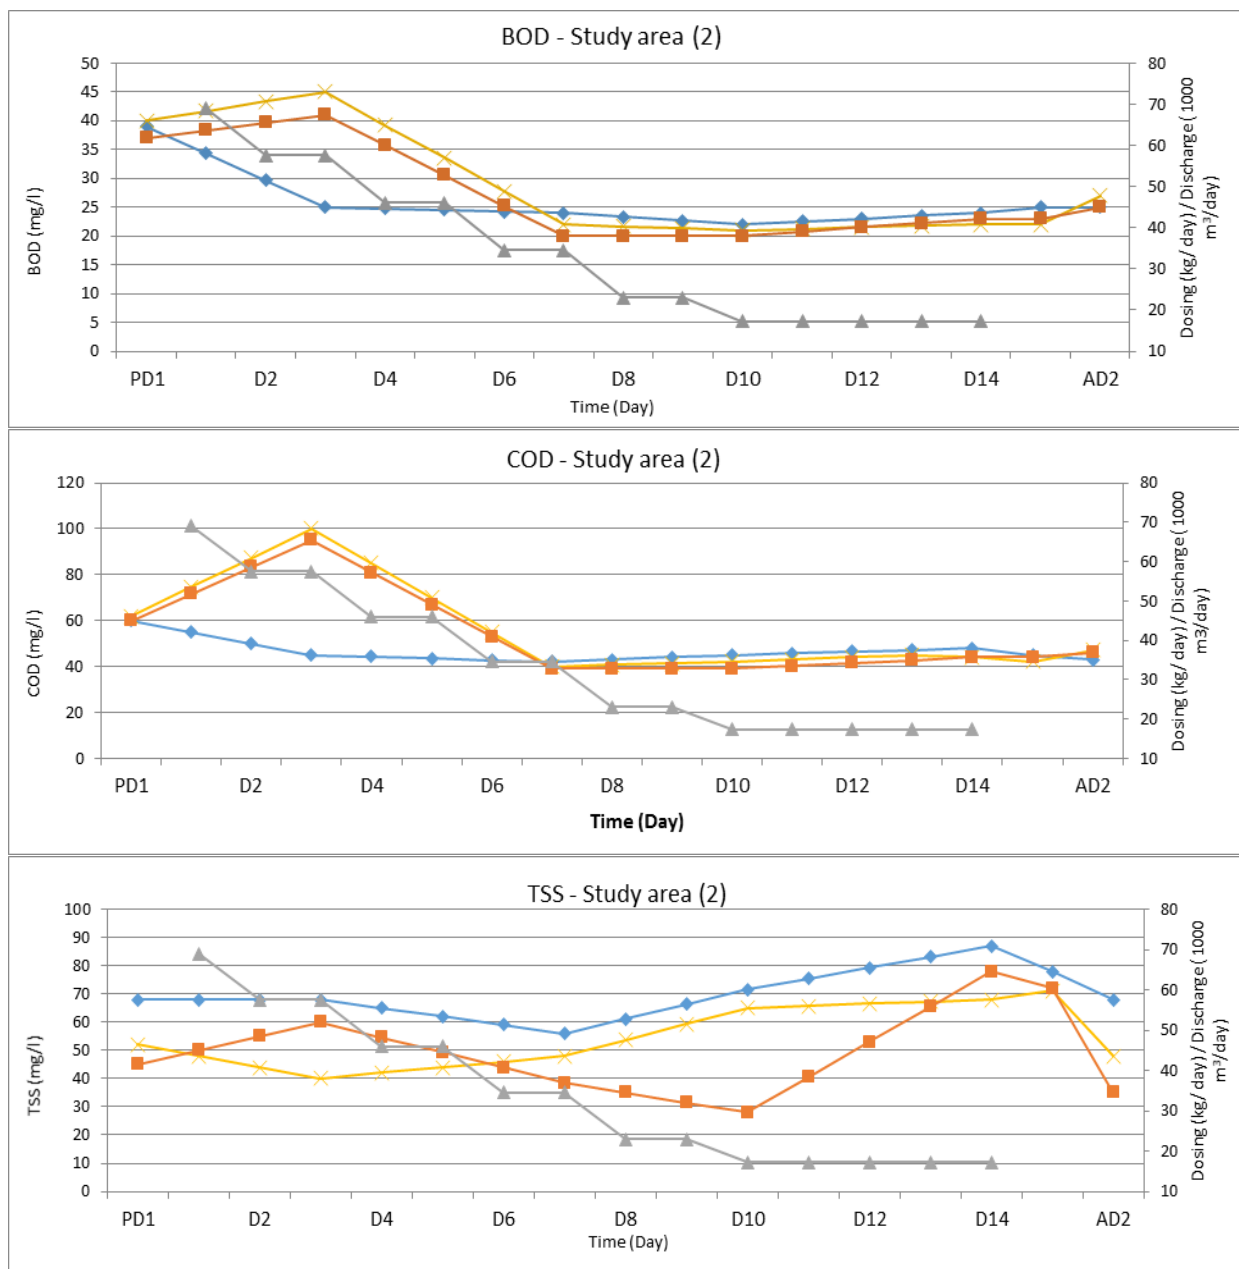 BOD - Study area (2)
50
45
40
35
30
25
20
15
10
5
0
BOD (mg/l)
80
70
60
50
40
30
20
10
Dosing (kg/ day) / Discharge ( 1000
m³/day)
PD1 D2 D4 D6 D8 D10 D12 D14 AD2
Time (Day)
COD - Study area (2)
120
100
80
60
40
20
0
COD (mg/l)
80
70
60
50
40
30
20
10
Dosing (kg/ day) / Discharge ( 1000
m3/day)
PD1 D2 D4 D6 D8 D10 D12 D14 AD2
Time (Day)
TSS - Study area (2)
100
90
80
70
60
50
40
30
20
10
0
TSS (mg/l)
80
70
60
50
40
30
20
10
Dosing (kg/ day) / Discharge ( 1000
m³/day)
PD1 D2 D4 D6 D8 D10 D12 D14 AD2
Time (Day)